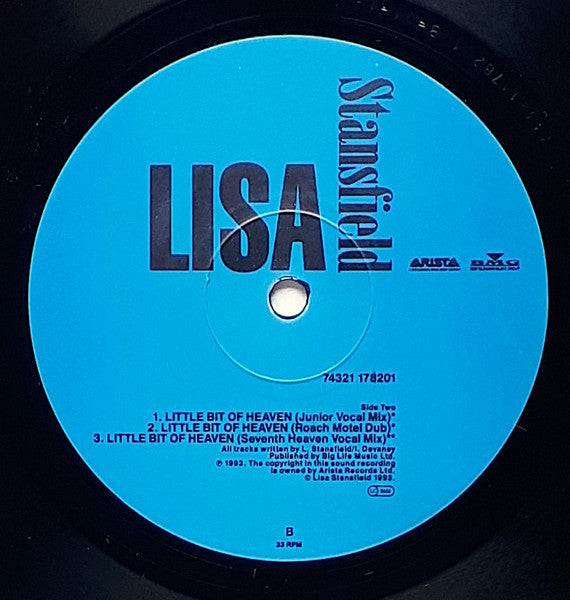 LISA
Stansfield
ARISTA
BMG
74321 178201
Side Two
1. LITTLE BIT OF HEAVEN (Junior Vocal Mix)*
2. LITTLE BIT OF HEAVEN (Roach Motel Dub)*
3. LITTLE BIT OF HEAVEN (Seventh Heaven Vocal Mix)**
All tracks written by L. Stansfield/I. Devaney
Published by Big Life Music Ltd.
℗ 1993. The copyright in this sound recording
is owned by Arista Records Ltd.
© Lisa Stansfield 1993.
B
33 RPM